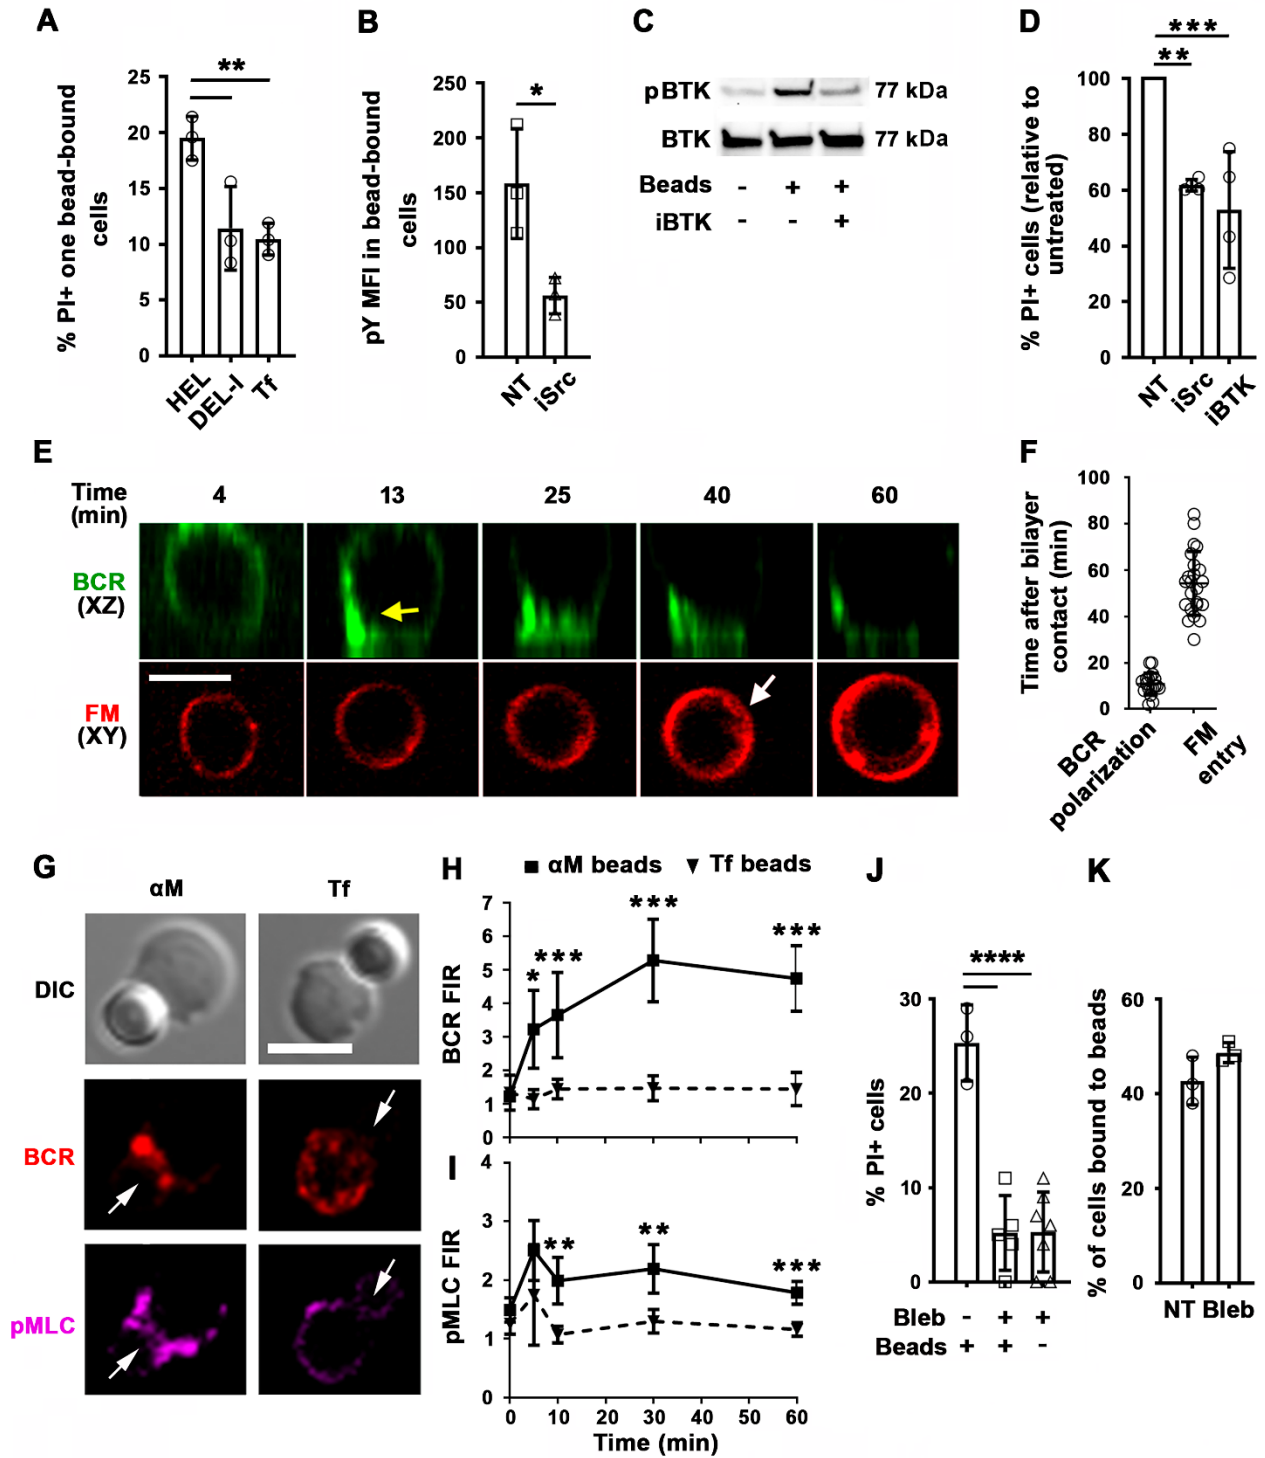 A
% PI+ one bead-bound
cells
25
20
15
10
5
0
**
HEL
DEL-I
Tf
B
pY MFI in bead-bound
cells
250
200
150
100
50
0
*
NT
iSrc
C
pBTK
77 kDa
BTK
77 kDa
Beads - + +
iBTK - - +
D
% PI+ cells (relative to
untreated)
100
80
60
40
20
0
***
**
NT
iSrc
iBTK
E
Time
(min)
4
13
25
40
60
BCR
(XZ)
FM
(XY)
F
Time after bilayer
contact (min)
100
80
60
40
20
0
BCR
polarization
FM
entry
G
αM
Tf
DIC
BCR
pMLC
αM beads
Tf beads
H
BCR FIR
7
6
5
4
3
2
1
0
*
***
***
***
I
pMLC FIR
4
3
2
1
0
**
**
***
0 10 20 30 40 50 60
Time (min)
J
% PI+ cells
30
20
10
0
****
Bleb - + +
Beads + + -
K
% of cells bound to beads
60
40
20
0
NT Bleb